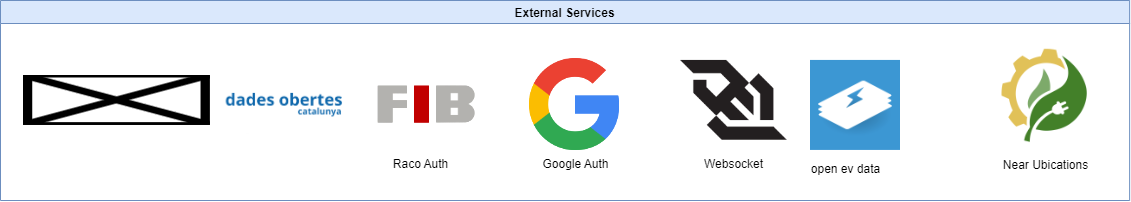 External Services
dades obertes
catalunya
FIB
Raco Auth
Google Auth
Websocket
open ev data
Near Ubications